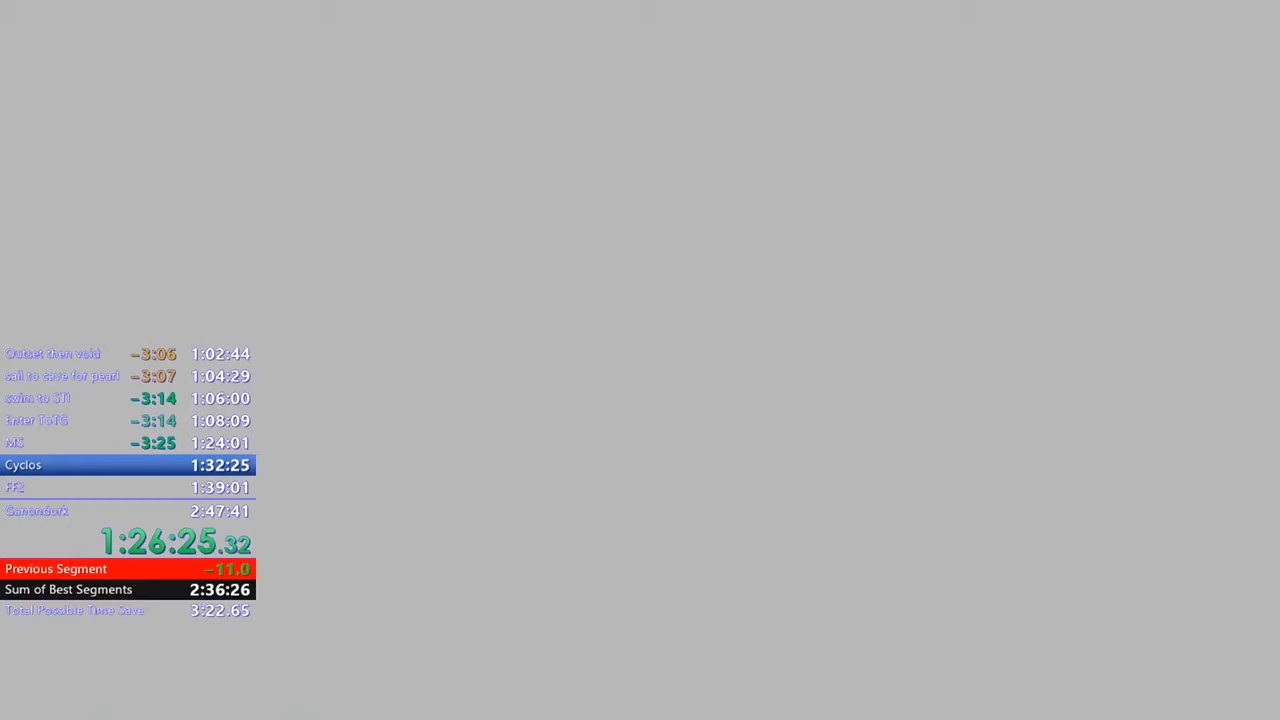 Outset then void −3:06 1:02:44
sail to cave for pearl −3:07 1:04:29
swim to STI −3:14 1:06:00
Enter ToTG −3:14 1:08:09
MS −3:25 1:24:01
Cyclos 1:32:25
FF2 1:39:01
Ganondork 2:47:41
1:26:25.32
Previous Segment −11.0
Sum of Best Segments 2:36:26
Total Possible Time Save 3:22.65